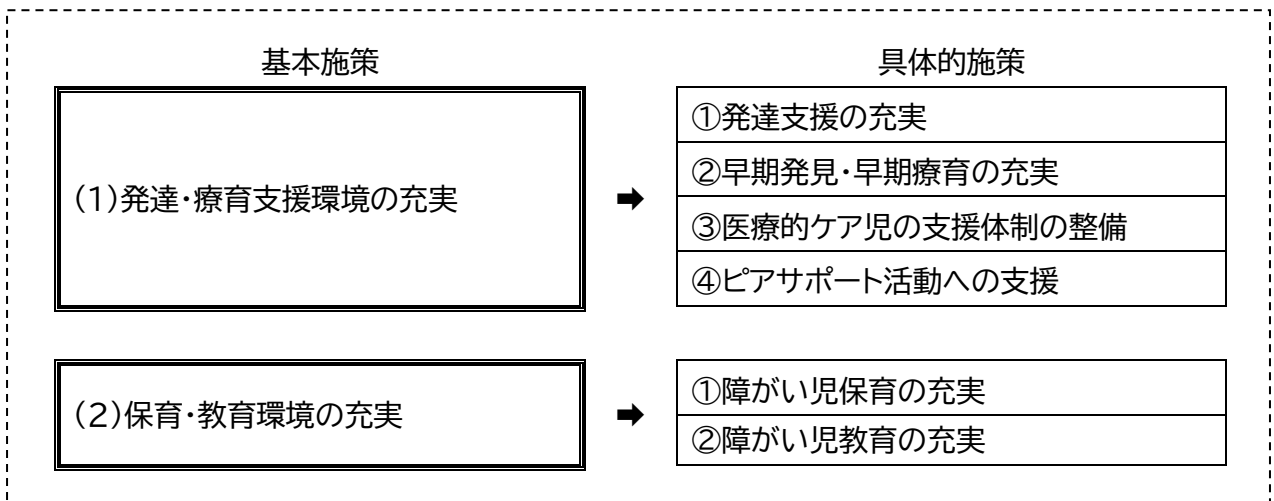 基本施策
具体的施策
(1)発達・療育支援環境の充実
➡
①発達支援の充実
②早期発見・早期療育の充実
③医療的ケア児の支援体制の整備
④ピアサポート活動への支援
(2)保育・教育環境の充実
➡
①障がい児保育の充実
②障がい児教育の充実